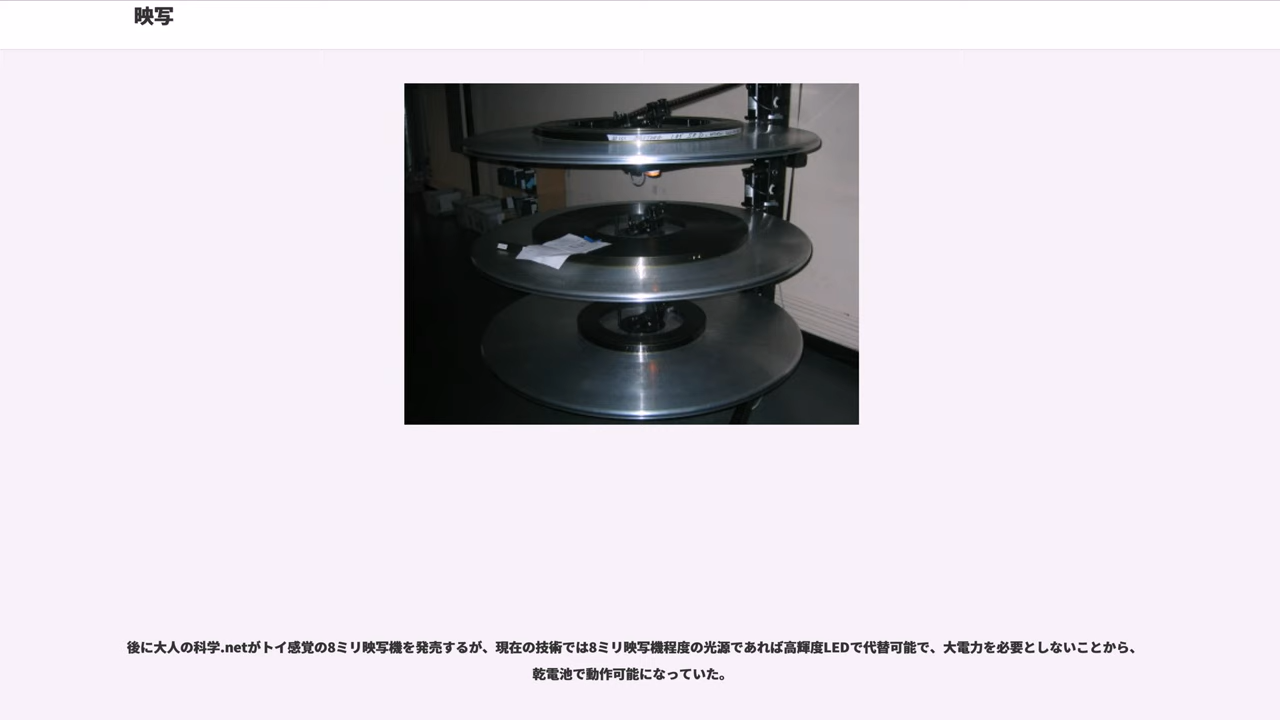 映写
後に大人の科学.netがトイ感覚の8ミリ映写機を発売するが、現在の技術では8ミリ映写機程度の光源であれば高輝度LEDで代替可能で、大電力を必要としないことから、
乾電池で動作可能になっていた。